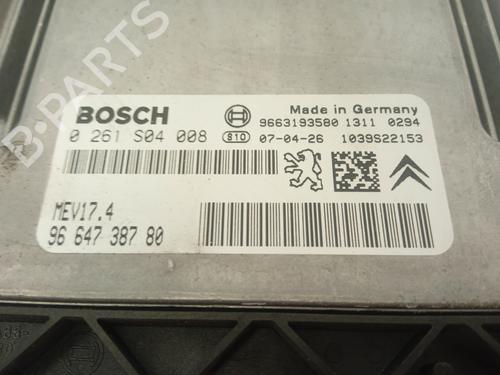 B-PARTS
BOSCH
Made in Germany
9663193580 1311 0294
0 261 S04 008 S10 07-04-26 1039S22153
MEV17.4
96 647 387 80